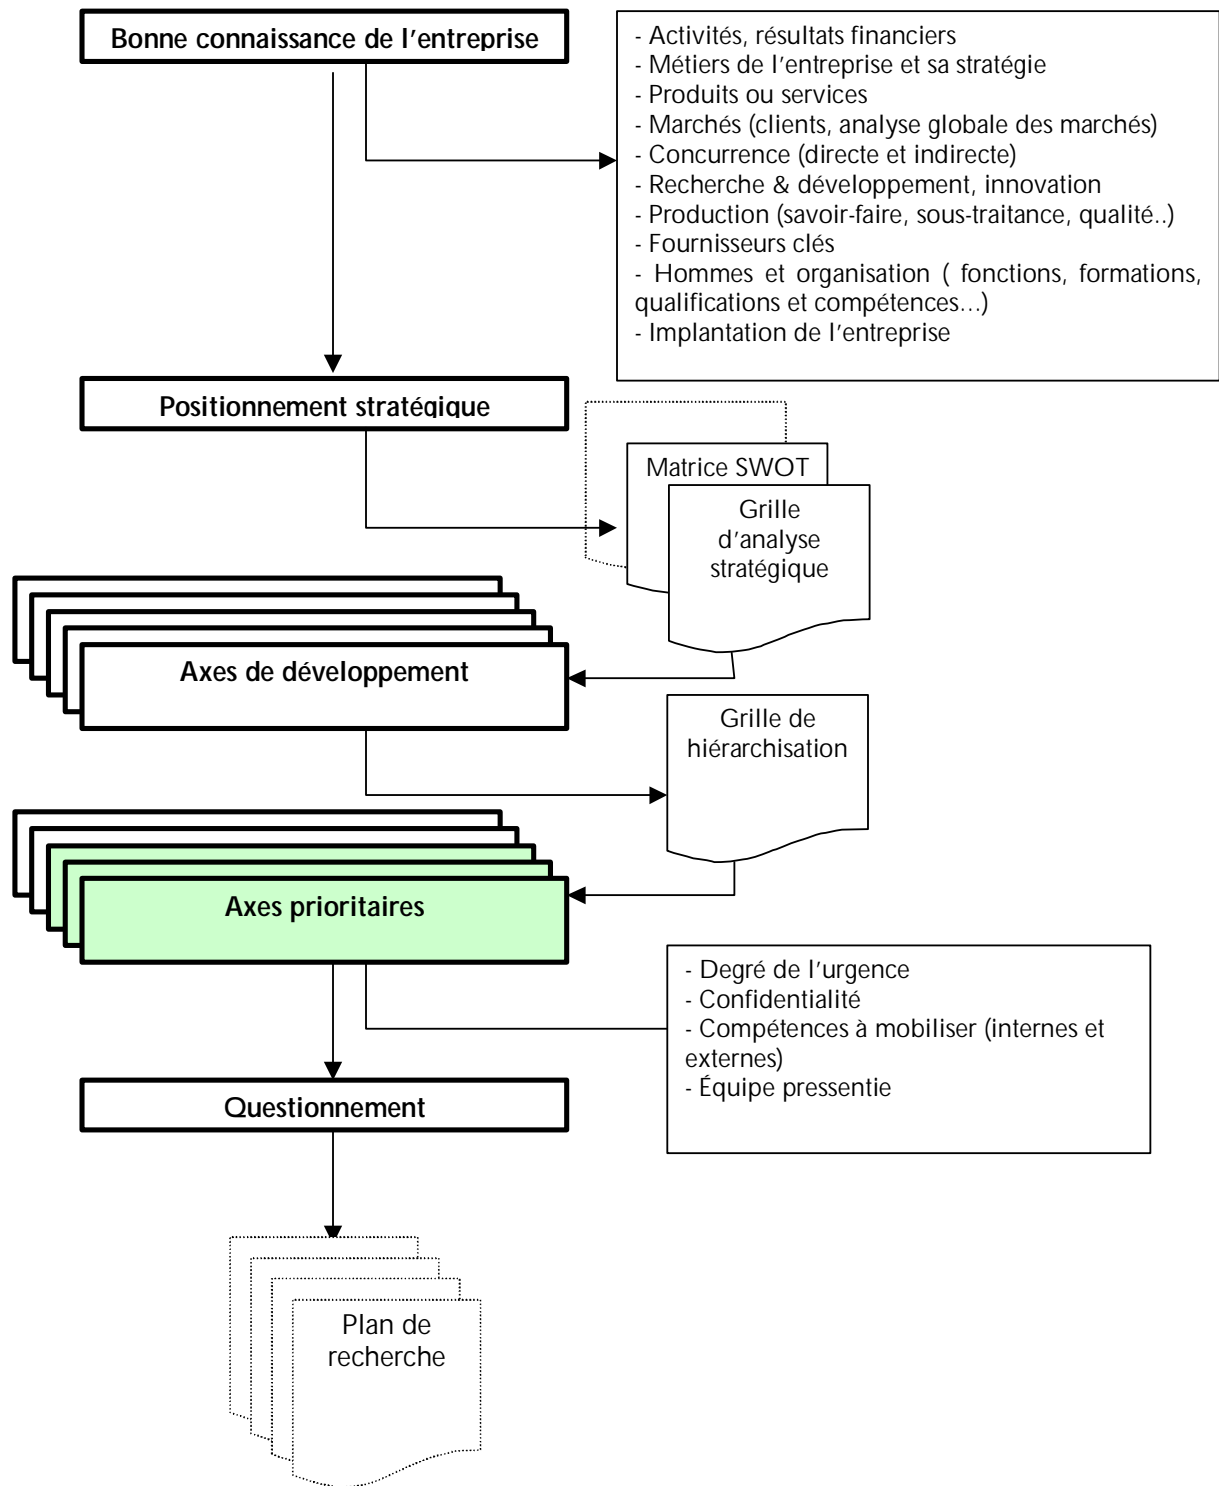 Bonne connaissance de l'entreprise
- Activités, résultats financiers
- Métiers de l'entreprise et sa stratégie
- Produits ou services
- Marchés (clients, analyse globale des marchés)
- Concurrence (directe et indirecte)
- Recherche & développement, innovation
- Production (savoir-faire, sous-traitance, qualité..)
- Fournisseurs clés
- Hommes et organisation ( fonctions, formations,
qualifications et compétences...)
- Implantation de l'entreprise
Positionnement stratégique
Matrice SWOT
Grille
d'analyse
stratégique
Axes de développement
Grille de
hiérarchisation
Axes prioritaires
- Degré de l'urgence
- Confidentialité
- Compétences à mobiliser (internes et
externes)
- Équipe pressentie
Questionnement
Plan de
recherche